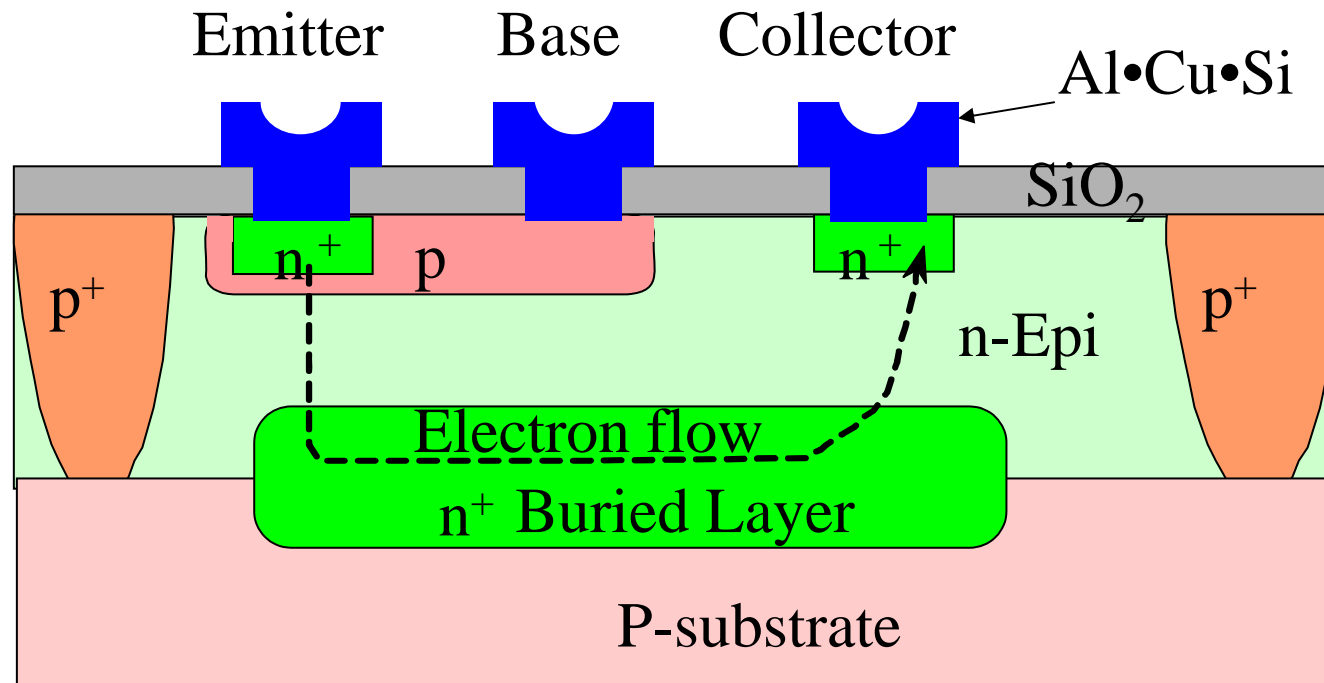 Emitter Base Collector
Al•Cu•Si
SiO₂
n⁺ p n⁺
p⁺ p⁺
n-Epi
Electron flow
n⁺ Buried Layer
P-substrate